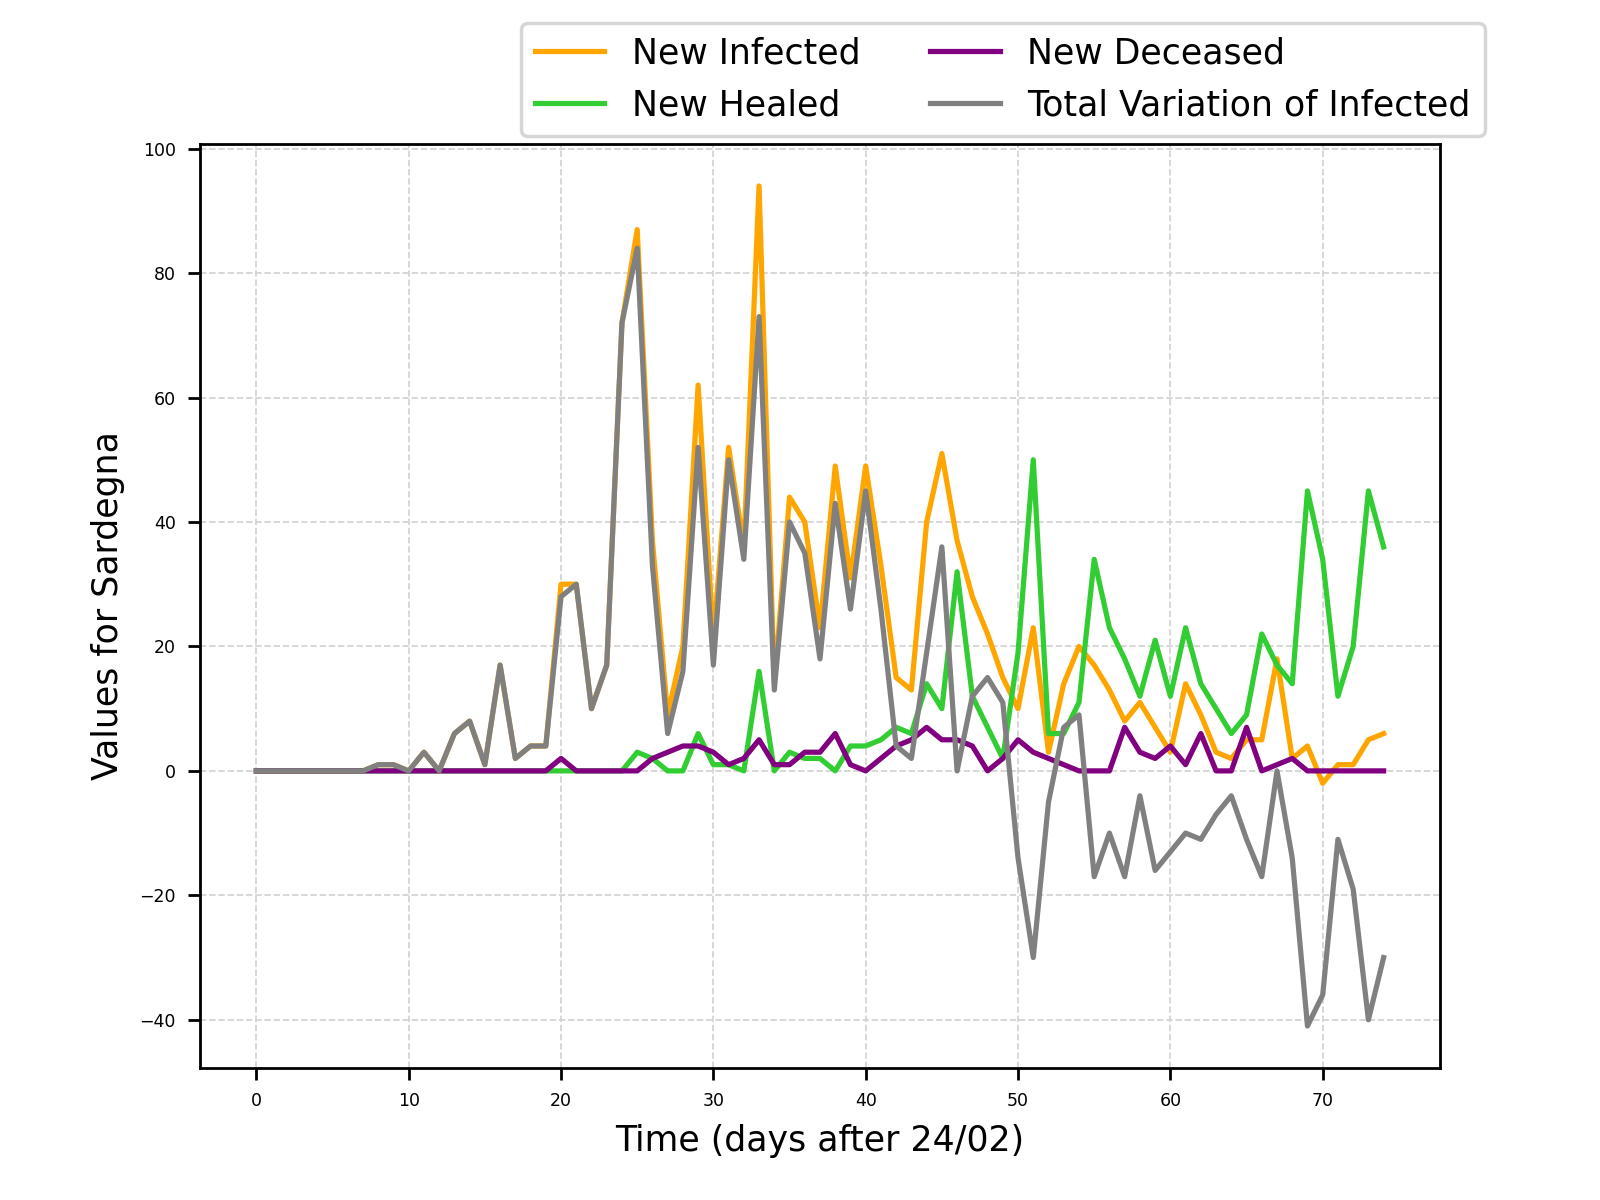 New Infected
New Healed
New Deceased
Total Variation of Infected
100
80
60
40
20
0
−20
−40
Values for Sardegna
0 10 20 30 40 50 60 70
Time (days after 24/02)